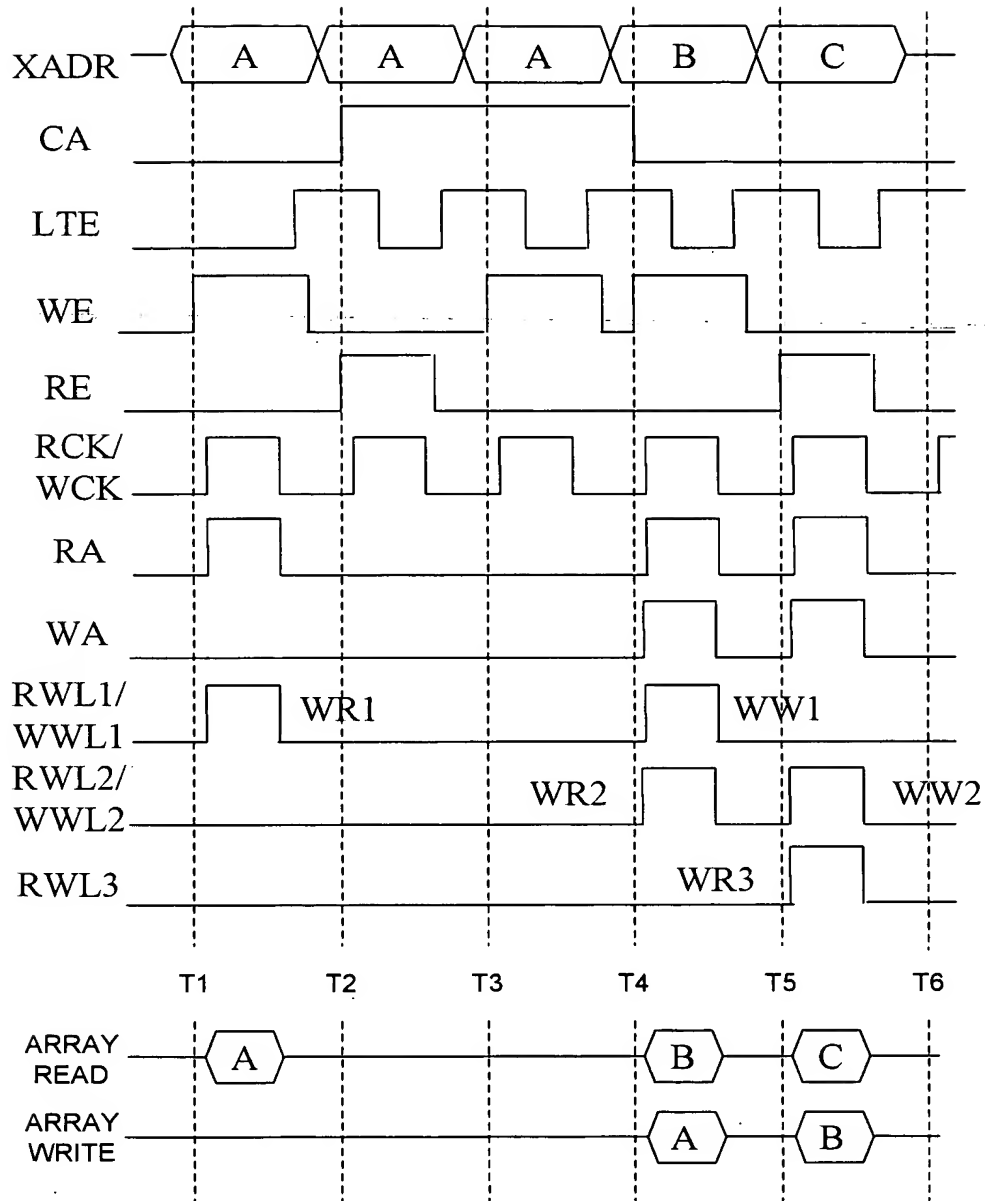 XADR A A A B C
CA
LTE
WE
RE
RCK/
WCK
RA
WA
RWL1/
WWL1 WR1 WW1
RWL2/
WWL2 WR2 WW2
RWL3 WR3
T1 T2 T3 T4 T5 T6
ARRAY
READ A B C
ARRAY
WRITE A B